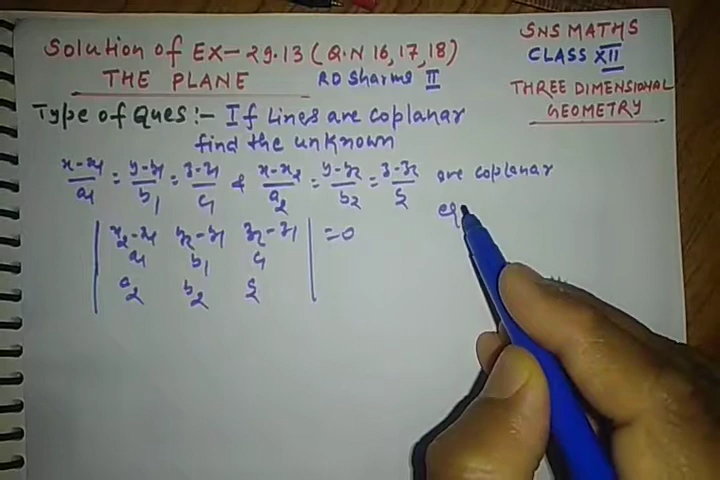 Solution of EX-29.13 (Q.N 16,17,18)
THE PLANE RD Sharma II
SNS MATHS
CLASS XII
THREE DIMENSIONAL
GEOMETRY
Type of Ques:- If Lines are coplanar
find the unknown
x-x₁/a₁ = y-y₁/b₁ = z-z₁/c₁ & x-x₂/a₂ = y-y₂/b₂ = z-z₂/c₂ are coplanar
eq
| x₂-x₁ y₂-y₁ z₂-z₁ | =0
a₁ b₁ c₁
a₂ b₂ c₂